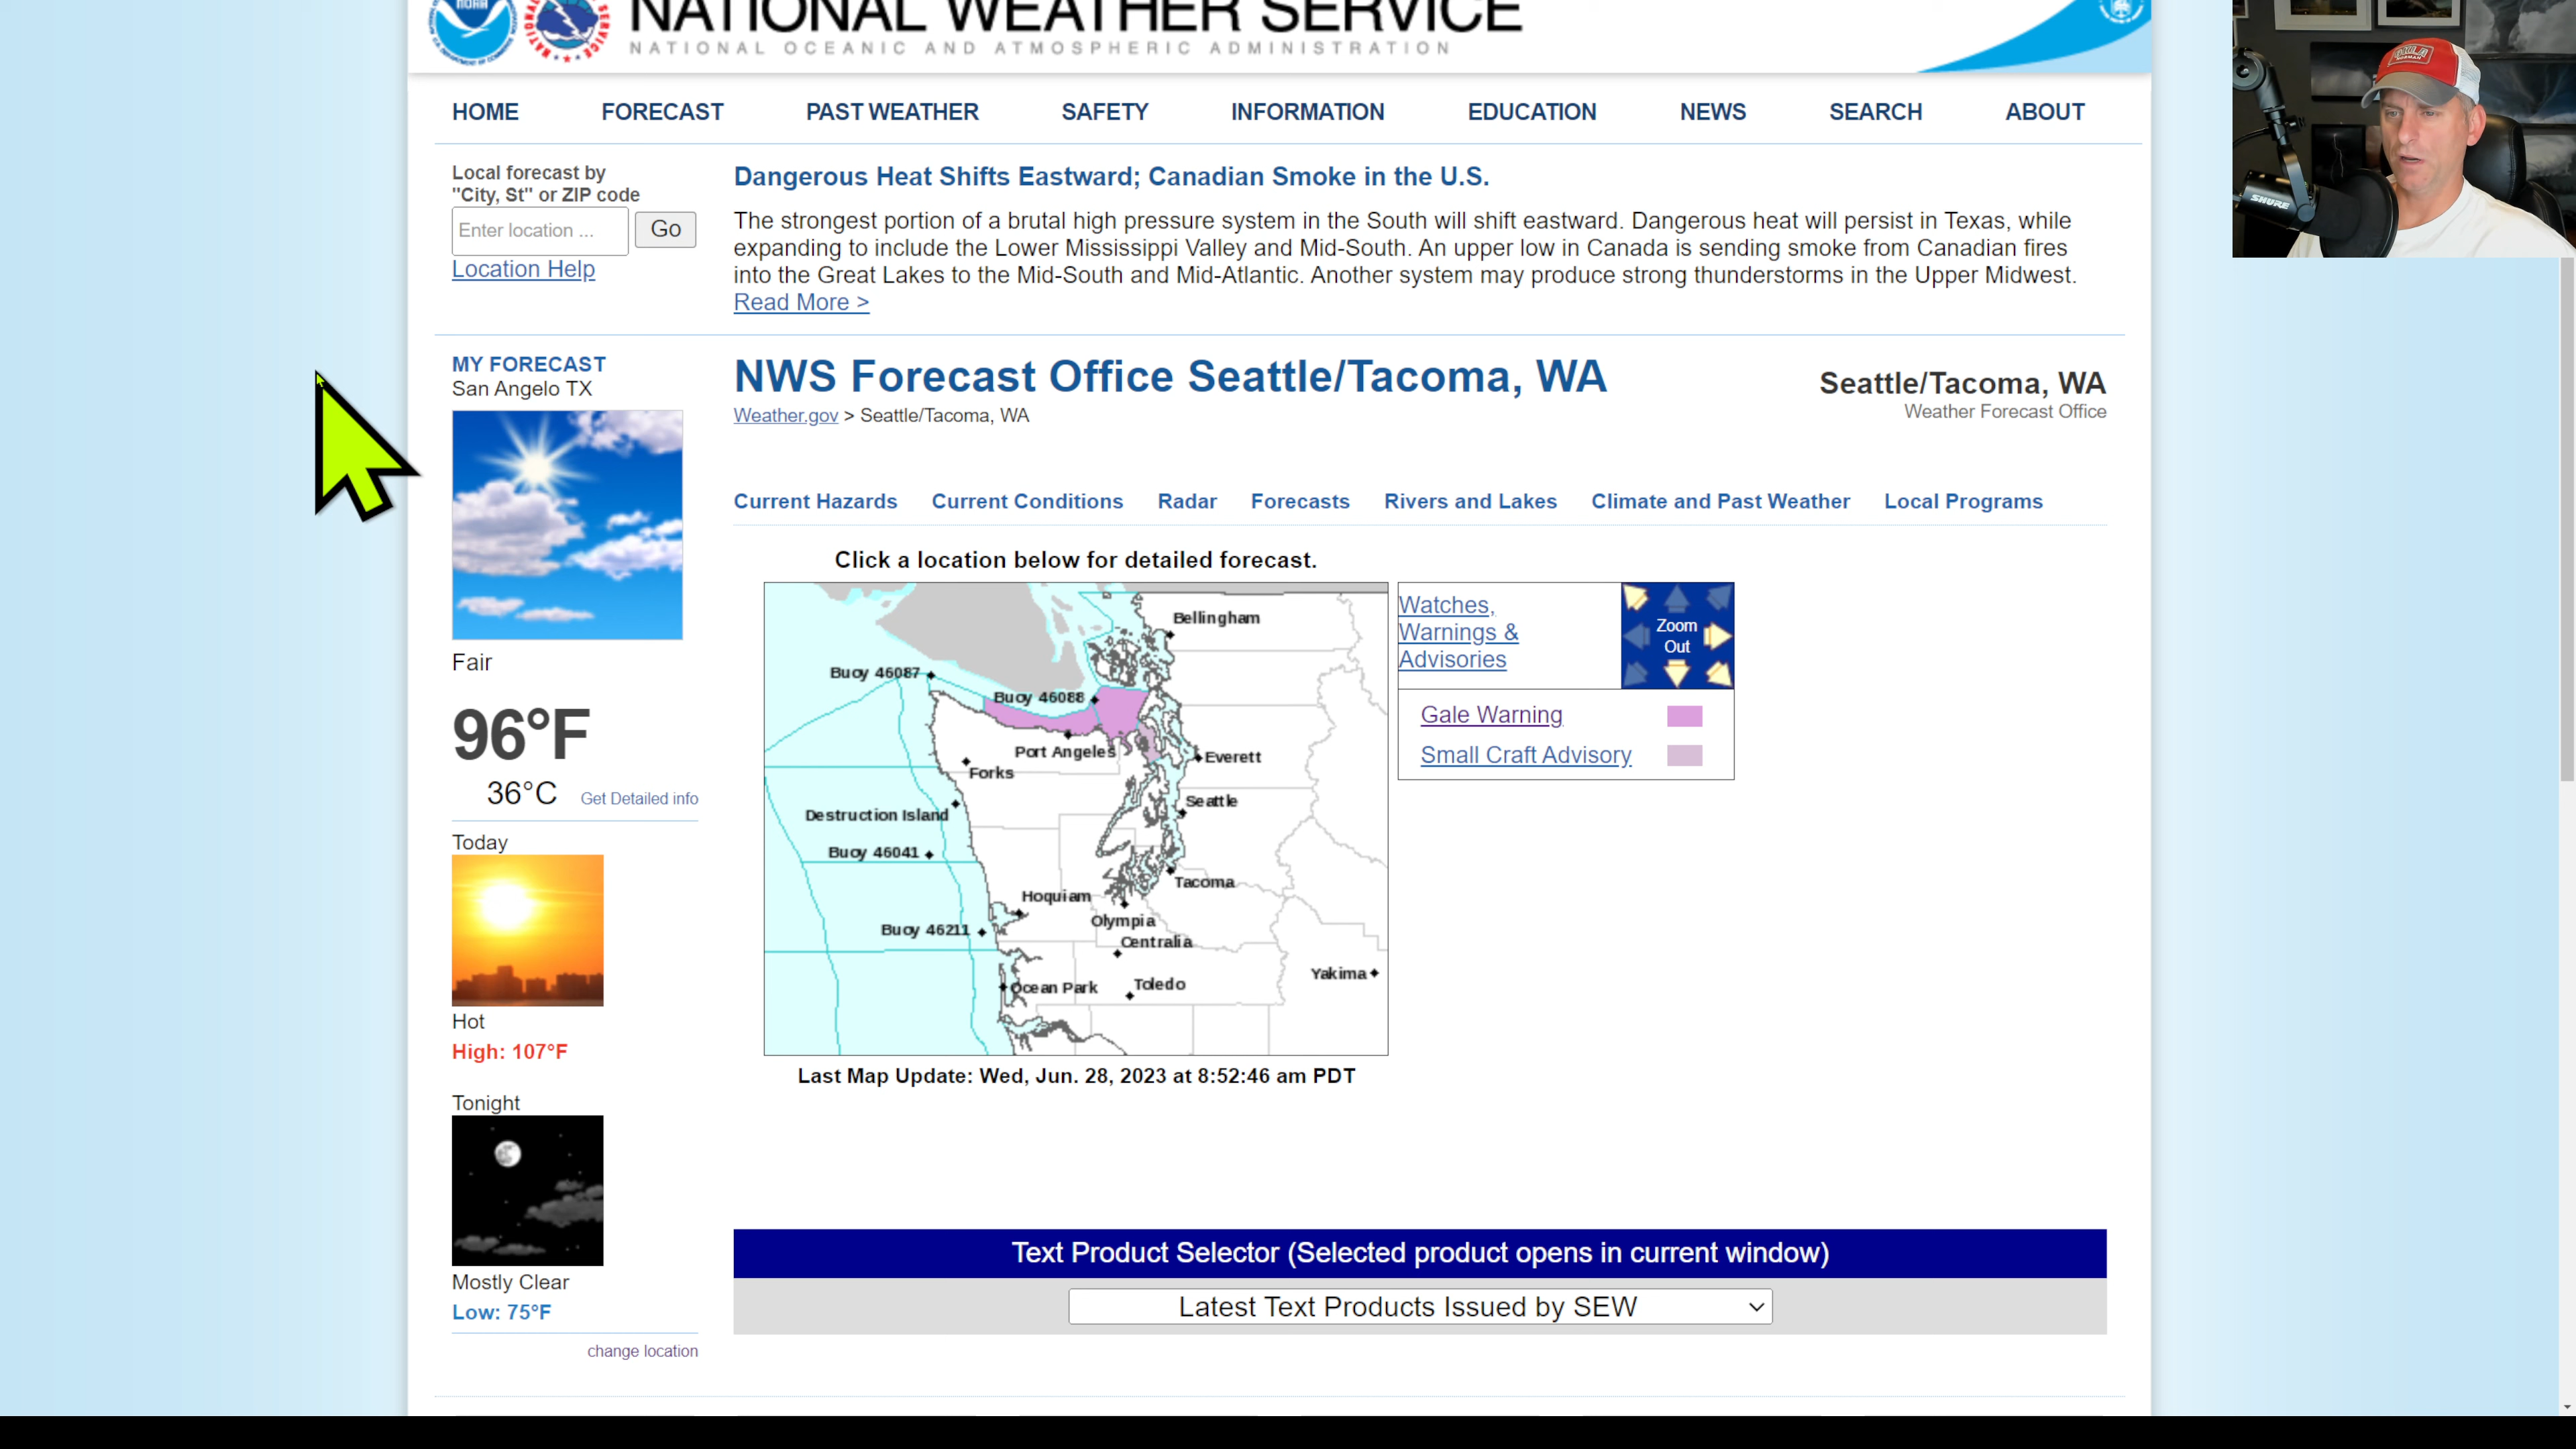 NOAA
NATIONAL WEATHER SERVICE
NATIONAL OCEANIC AND ATMOSPHERIC ADMINISTRATION
HOME FORECAST PAST WEATHER SAFETY INFORMATION EDUCATION NEWS SEARCH ABOUT
Local forecast by
"City, St" or ZIP code
Enter location ...
Go
Location Help
Dangerous Heat Shifts Eastward; Canadian Smoke in the U.S.
The strongest portion of a brutal high pressure system in the South will shift eastward. Dangerous heat will persist in Texas, while
expanding to include the Lower Mississippi Valley and Mid-South. An upper low in Canada is sending smoke from Canadian fires
into the Great Lakes to the Mid-South and Mid-Atlantic. Another system may produce strong thunderstorms in the Upper Midwest.
Read More >
SHURE
MY FORECAST
San Angelo TX
Fair
96°F
36°C
Get Detailed info
Today
Hot
High: 107°F
Tonight
Mostly Clear
Low: 75°F
change location
NWS Forecast Office Seattle/Tacoma, WA
Weather.gov > Seattle/Tacoma, WA
Seattle/Tacoma, WA
Weather Forecast Office
Current Hazards Current Conditions Radar Forecasts Rivers and Lakes Climate and Past Weather Local Programs
Click a location below for detailed forecast.
Bellingham
Buoy 46087
Buoy 46088
Port Angeles
Everett
Forks
Seattle
Destruction Island
Buoy 46041
Tacoma
Hoquiam
Olympia
Buoy 46211
Centralia
Yakima
Ocean Park
Toledo
Watches,
Warnings &
Advisories
Zoom
Out
Gale Warning
Small Craft Advisory
Last Map Update: Wed, Jun. 28, 2023 at 8:52:46 am PDT
Text Product Selector (Selected product opens in current window)
Latest Text Products Issued by SEW